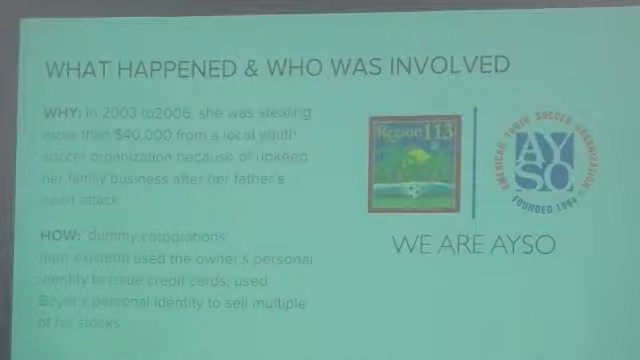 WHAT HAPPENED & WHO WAS INVOLVED
WHY: In 2003 to2006, she was stealing
more than $40,000 from a local youth
soccer organization because of upkeep
her family business after her father's
heart attack.
HOW: "dummy corporations"
used the owner's personal
identity to issue credit cards, used
personal identity to sell multiple
of his stocks.
Region 113
AMERICAN YOUTH SOCCER ORGANIZATION
AYSO
FOUNDED 1964
WE ARE AYSO